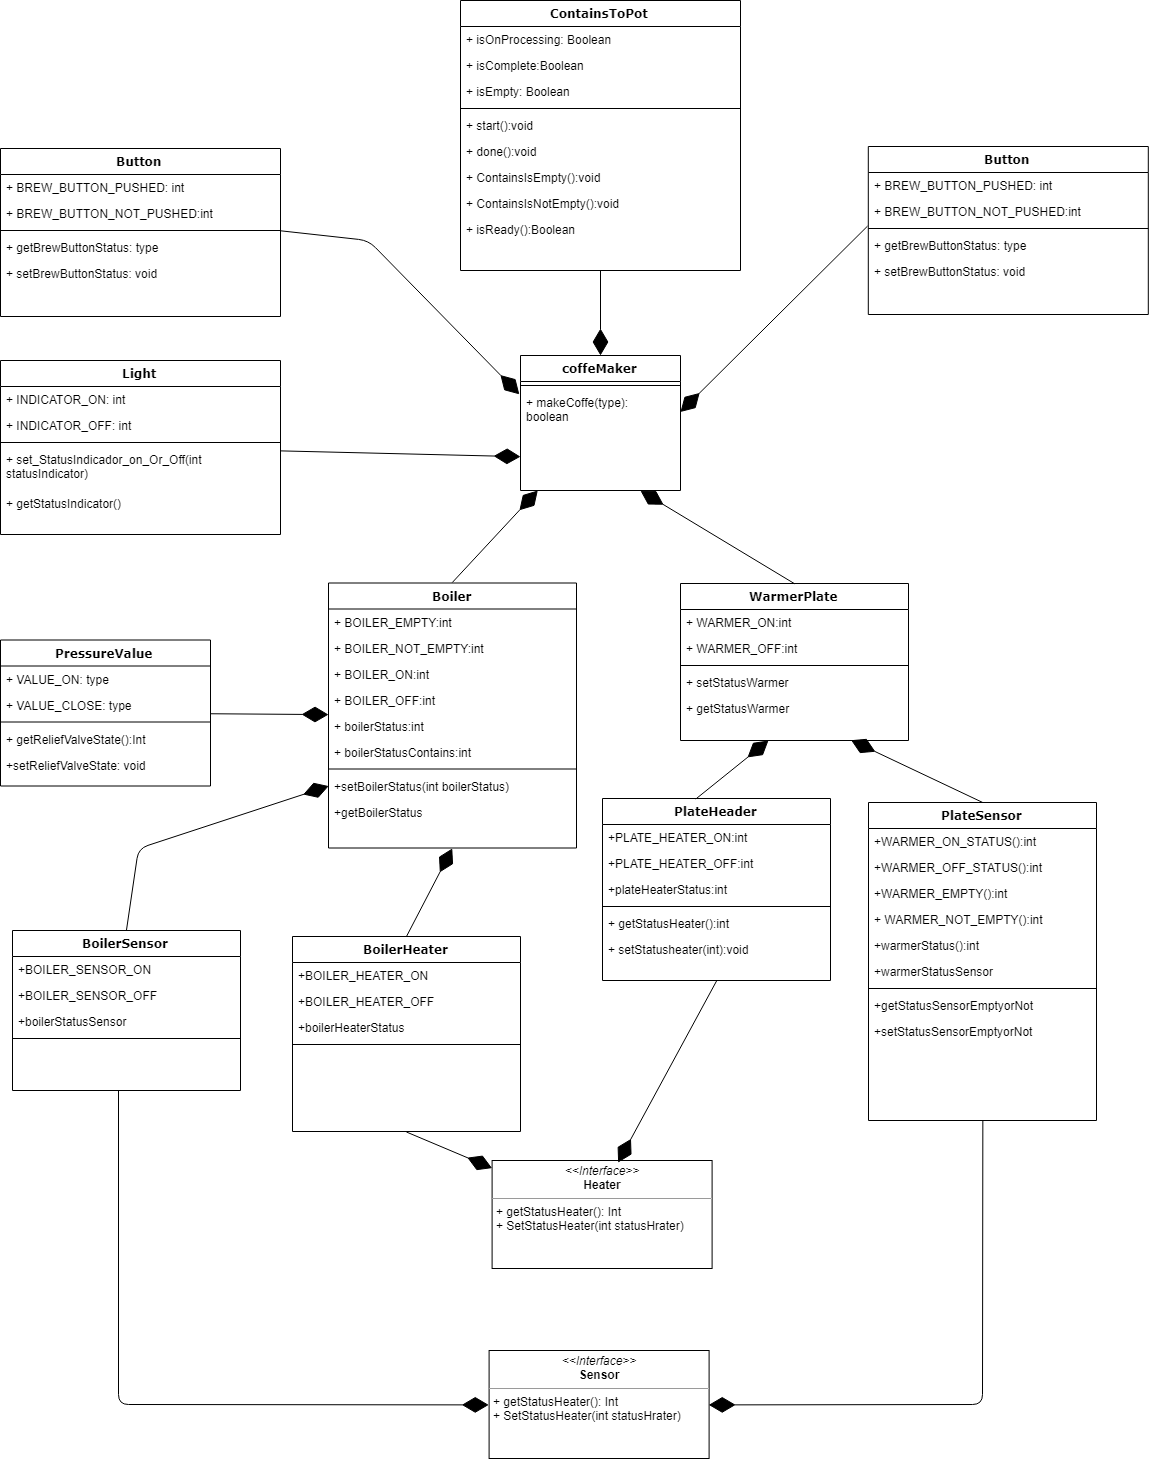 ContainsToPot
+ isOnProcessing: Boolean
+ isComplete:Boolean
+ isEmpty: Boolean
+ start():void
+ done():void
+ ContainsIsEmpty():void
+ ContainsIsNotEmpty():void
+ isReady():Boolean
Button
+ BREW_BUTTON_PUSHED: int
+ BREW_BUTTON_NOT_PUSHED:int
+ getBrewButtonStatus: type
+ setBrewButtonStatus: void
Button
+ BREW_BUTTON_PUSHED: int
+ BREW_BUTTON_NOT_PUSHED:int
+ getBrewButtonStatus: type
+ setBrewButtonStatus: void
Light
+ INDICATOR_ON: int
+ INDICATOR_OFF: int
+ set_StatusIndicador_on_Or_Off(int
statusIndicator)
+ getStatusIndicator()
coffeMaker
+ makeCoffe(type):
boolean
Boiler
+ BOILER_EMPTY:int
+ BOILER_NOT_EMPTY:int
+ BOILER_ON:int
+ BOILER_OFF:int
+ boilerStatus:int
+ boilerStatusContains:int
+setBoilerStatus(int boilerStatus)
+getBoilerStatus
WarmerPlate
+ WARMER_ON:int
+ WARMER_OFF:int
+ setStatusWarmer
+ getStatusWarmer
PressureValue
+ VALUE_ON: type
+ VALUE_CLOSE: type
+ getReliefValveState():Int
+setReliefValveState: void
PlateHeader
+PLATE_HEATER_ON:int
+PLATE_HEATER_OFF:int
+plateHeaterStatus:int
+ getStatusHeater():int
+ setStatusheater(int):void
PlateSensor
+WARMER_ON_STATUS():int
+WARMER_OFF_STATUS():int
+WARMER_EMPTY():int
+ WARMER_NOT_EMPTY():int
+warmerStatus():int
+warmerStatusSensor
+getStatusSensorEmptyorNot
+setStatusSensorEmptyorNot
BoilerSensor
+BOILER_SENSOR_ON
+BOILER_SENSOR_OFF
+boilerStatusSensor
BoilerHeater
+BOILER_HEATER_ON
+BOILER_HEATER_OFF
+boilerHeaterStatus
<<Interface>>
Heater
+ getStatusHeater(): Int
+ SetStatusHeater(int statusHrater)
<<Interface>>
Sensor
+ getStatusHeater(): Int
+ SetStatusHeater(int statusHrater)